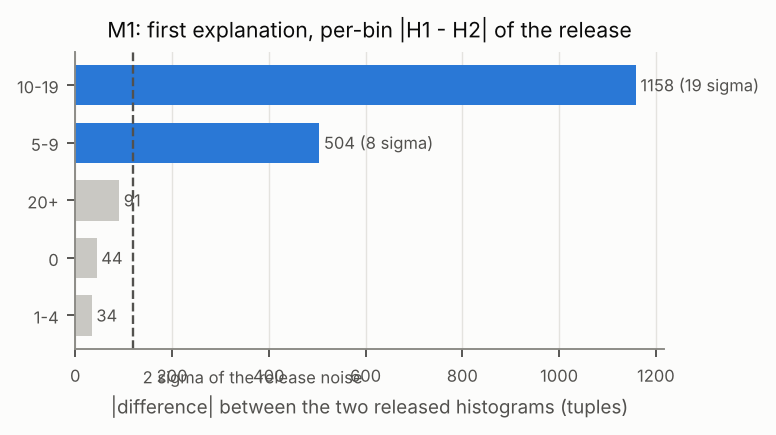 M1: first explanation, per-bin |H1 - H2| of the release
10-19
1158 (19 sigma)
5-9
504 (8 sigma)
20+
91
0
44
1-4
34
0 200 400 600 800 1000 1200
2 sigma of the release noise
|difference| between the two released histograms (tuples)